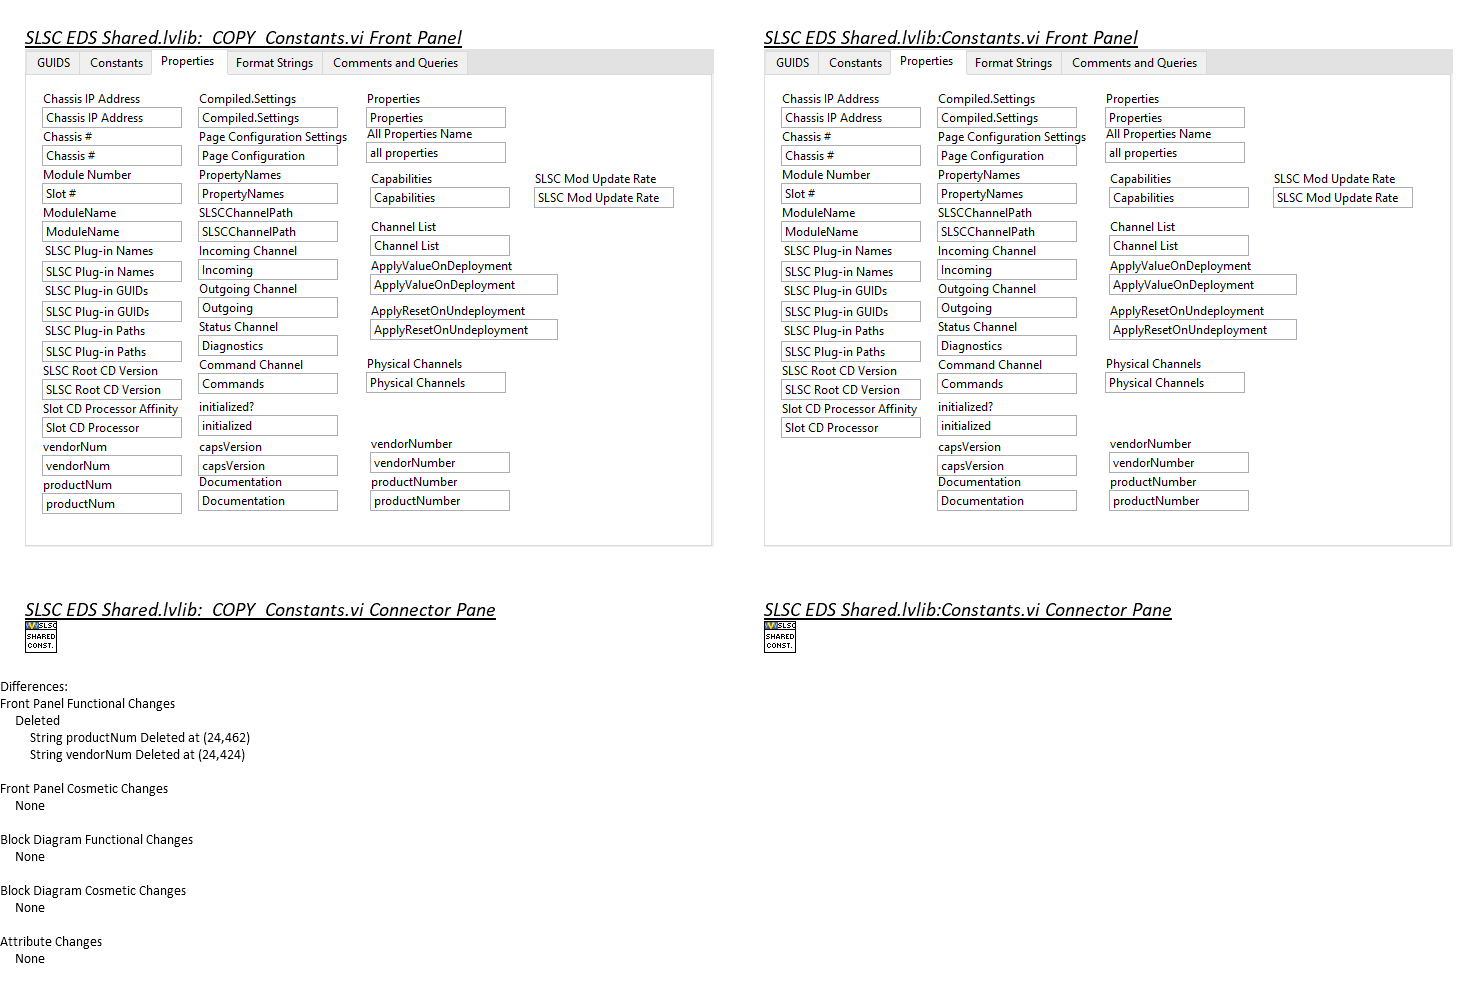 SLSC EDS Shared.lvlib:_COPY_Constants.vi Front Panel
GUIDS Constants Properties Format Strings Comments and Queries
Chassis IP Address
Chassis IP Address
Chassis #
Chassis #
Module Number
Slot #
ModuleName
ModuleName
SLSC Plug-in Names
SLSC Plug-in Names
SLSC Plug-in GUIDs
SLSC Plug-in GUIDs
SLSC Plug-in Paths
SLSC Plug-in Paths
SLSC Root CD Version
SLSC Root CD Version
Slot CD Processor Affinity
Slot CD Processor
vendorNum
vendorNum
productNum
productNum
Compiled.Settings
Compiled.Settings
Page Configuration Settings
Page Configuration
PropertyNames
PropertyNames
SLSCChannelPath
SLSCChannelPath
Incoming Channel
Incoming
Outgoing Channel
Outgoing
Status Channel
Diagnostics
Command Channel
Commands
initialized?
initialized
capsVersion
capsVersion
Documentation
Documentation
Properties
Properties
All Properties Name
all properties
Capabilities
Capabilities
Channel List
Channel List
ApplyValueOnDeployment
ApplyValueOnDeployment
ApplyResetOnUndeployment
ApplyResetOnUndeployment
Physical Channels
Physical Channels
vendorNumber
vendorNumber
productNumber
productNumber
SLSC Mod Update Rate
SLSC Mod Update Rate
SLSC EDS Shared.lvlib:Constants.vi Front Panel
GUIDS Constants Properties Format Strings Comments and Queries
Chassis IP Address
Chassis IP Address
Chassis #
Chassis #
Module Number
Slot #
ModuleName
ModuleName
SLSC Plug-in Names
SLSC Plug-in Names
SLSC Plug-in GUIDs
SLSC Plug-in GUIDs
SLSC Plug-in Paths
SLSC Plug-in Paths
SLSC Root CD Version
SLSC Root CD Version
Slot CD Processor Affinity
Slot CD Processor
Compiled.Settings
Compiled.Settings
Page Configuration Settings
Page Configuration
PropertyNames
PropertyNames
SLSCChannelPath
SLSCChannelPath
Incoming Channel
Incoming
Outgoing Channel
Outgoing
Status Channel
Diagnostics
Command Channel
Commands
initialized?
initialized
capsVersion
capsVersion
Documentation
Documentation
Properties
Properties
All Properties Name
all properties
Capabilities
Capabilities
Channel List
Channel List
ApplyValueOnDeployment
ApplyValueOnDeployment
ApplyResetOnUndeployment
ApplyResetOnUndeployment
Physical Channels
Physical Channels
vendorNumber
vendorNumber
productNumber
productNumber
SLSC Mod Update Rate
SLSC Mod Update Rate
SLSC EDS Shared.lvlib:_COPY_Constants.vi Connector Pane
SLSC
SHARED
CONST.
SLSC EDS Shared.lvlib:Constants.vi Connector Pane
SLSC
SHARED
CONST.
Differences:
Front Panel Functional Changes
Deleted
String productNum Deleted at (24,462)
String vendorNum Deleted at (24,424)
Front Panel Cosmetic Changes
None
Block Diagram Functional Changes
None
Block Diagram Cosmetic Changes
None
Attribute Changes
None